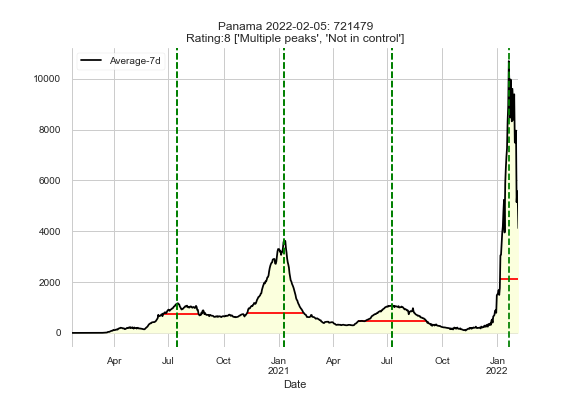 Panama 2022-02-05: 721479
Rating:8 ['Multiple peaks', 'Not in control']
Average-7d
10000
8000
6000
4000
2000
0
Apr
Jul
Oct
Jan
2021
Apr
Jul
Oct
Jan
2022
Date